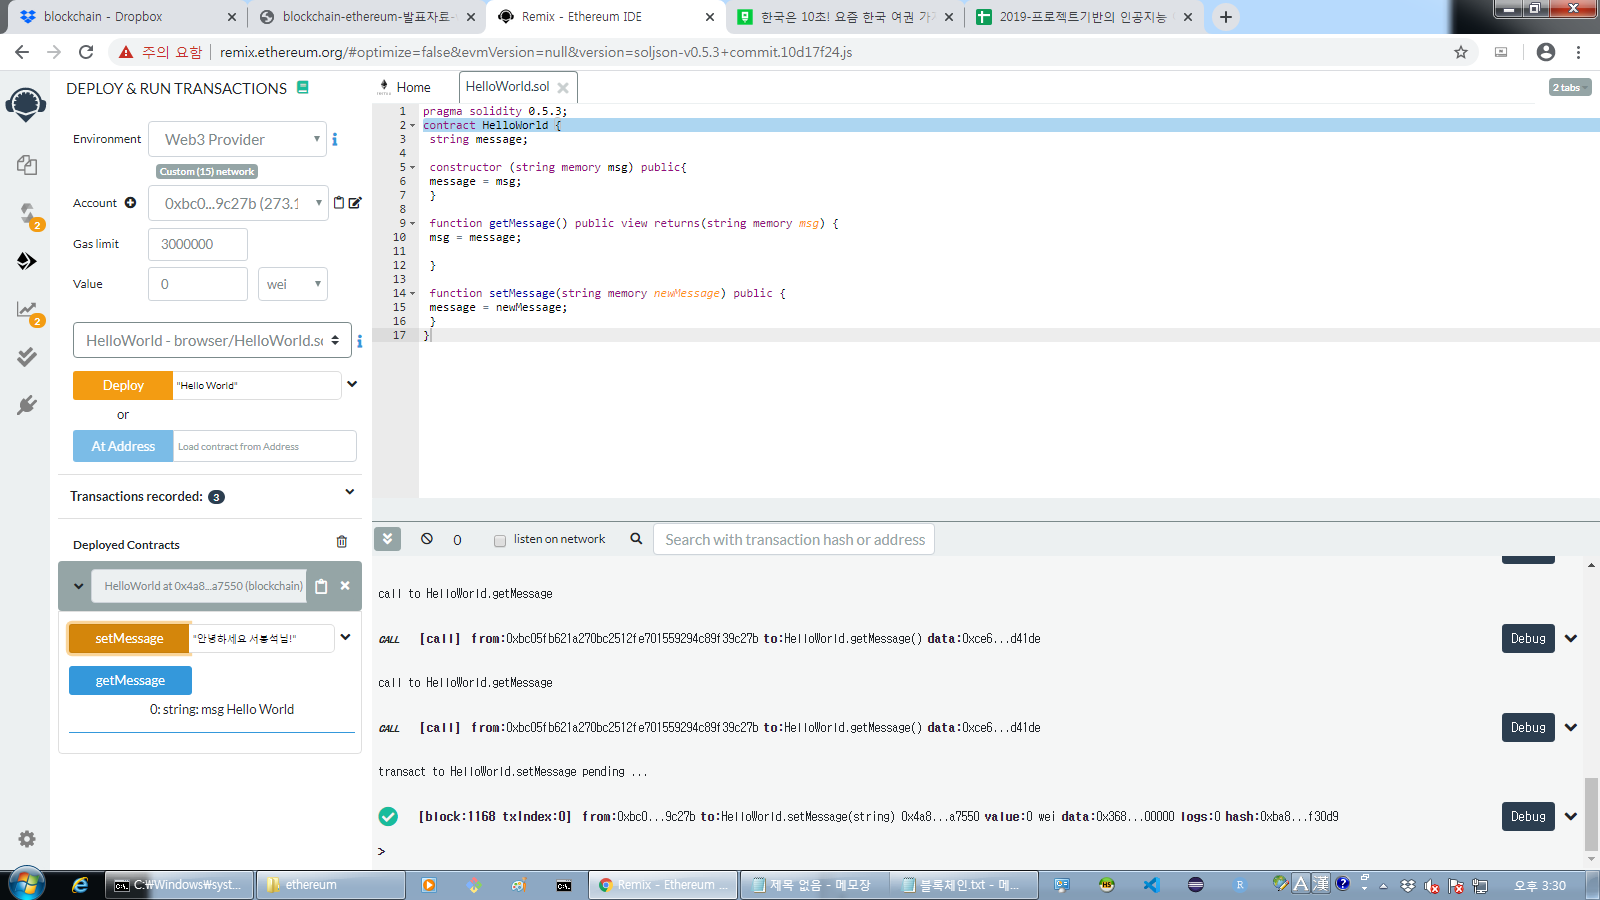 blockchain - Dropbox
blockchain-ethereum-발표자료-
Remix - Ethereum IDE
한국은 10초! 요즘 한국 여권 가
2019-프로젝트기반의 인공지능
주의 요함
remix.ethereum.org/#optimize=false&evmVersion=null&version=soljson-v0.5.3+commit.10d17f24.js
DEPLOY & RUN TRANSACTIONS
Home
HelloWorld.sol
2 tabs
Environment
Web3 Provider
Custom (15) network
Account
0xbc0...9c27b (273.1
Gas limit
3000000
Value
0
wei
HelloWorld - browser/HelloWorld.so
Deploy
"Hello World"
or
At Address
Load contract from Address
Transactions recorded: 3
Deployed Contracts
HelloWorld at 0x4a8...a7550 (blockchain)
setMessage
"안녕하세요 서봉석님!"
getMessage
0: string: msg Hello World
2
2
1 pragma solidity 0.5.3;
2 contract HelloWorld {
3 string message;
4
5 constructor (string memory msg) public{
6 message = msg;
7 }
8
9 function getMessage() public view returns(string memory msg) {
10 msg = message;
11
12 }
13
14 function setMessage(string memory newMessage) public {
15 message = newMessage;
16 }
17 }
0
listen on network
Search with transaction hash or address
call to HelloWorld.getMessage
CALL [call] from:0xbc05fb621a270bc2512fe701559294c89f39c27b to:HelloWorld.getMessage() data:0xce6...d41de
Debug
call to HelloWorld.getMessage
CALL [call] from:0xbc05fb621a270bc2512fe701559294c89f39c27b to:HelloWorld.getMessage() data:0xce6...d41de
Debug
transact to HelloWorld.setMessage pending ...
[block:1168 txIndex:0] from:0xbc0...9c27b to:HelloWorld.setMessage(string) 0x4a8...a7550 value:0 wei data:0x368...00000 logs:0 hash:0xba8...f30d9
Debug
>
C:₩Windows₩syst...
ethereum
Remix - Ethereum ...
제목 없음 - 메모장
블록체인.txt - 메...
A 漢
오후 3:30